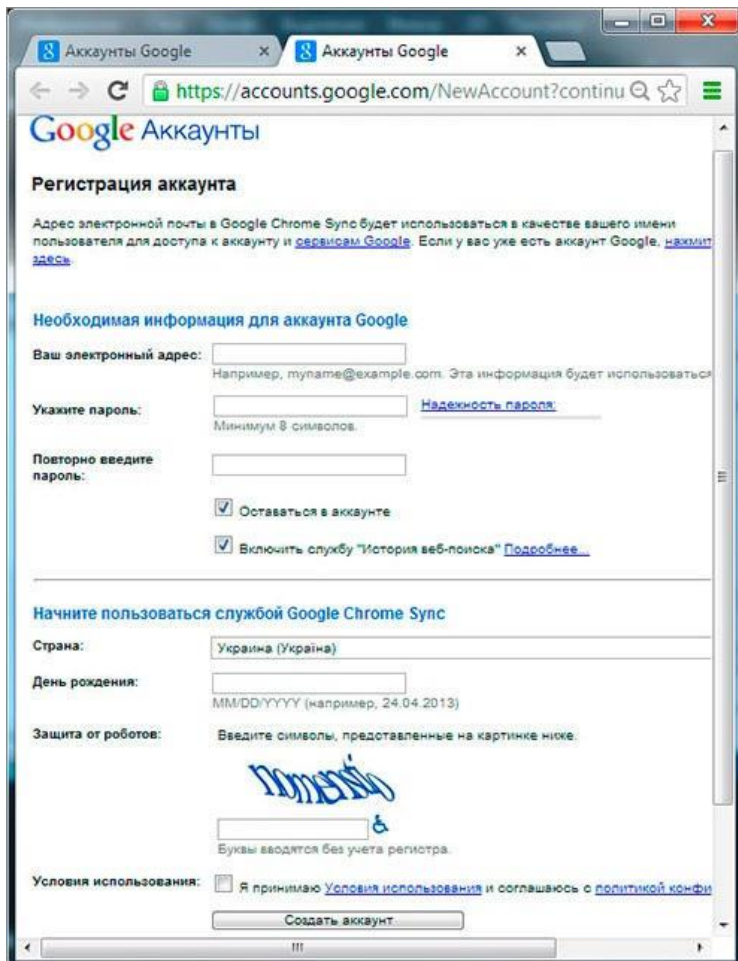 Аккаунты Google
Аккаунты Google
https://accounts.google.com/NewAccount?continu
Google Аккаунты
Регистрация аккаунта
Адрес электронной почты в Google Chrome Sync будет использоваться в качестве вашего имени
пользователя для доступа к аккаунту и сервисам Google. Если у вас уже есть аккаунт Google, нажмит
здесь.
Необходимая информация для аккаунта Google
Ваш электронный адрес:
Например, myname@example.com. Эта информация будет использоваться
Укажите пароль:
Надежность пароля:
Минимум 8 символов.
Повторно введите
пароль:
Оставаться в аккаунте
Включить службу "История веб-поиска" Подробнее...
Начните пользоваться службой Google Chrome Sync
Страна:
Украина (Україна)
День рождения:
MM/DD/YYYY (например, 24.04.2013)
Защита от роботов:
Введите символы, представленные на картинке ниже.
nomenstio
Буквы вводятся без учета регистра.
Условия использования:
Я принимаю Условия использования и соглашаюсь с политикой конфи
Создать аккаунт